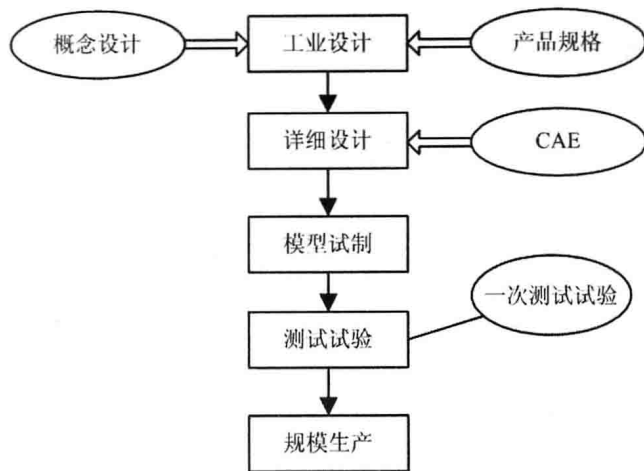 概念设计
工业设计
产品规格
详细设计
CAE
模型试制
一次测试试验
测试试验
规模生产